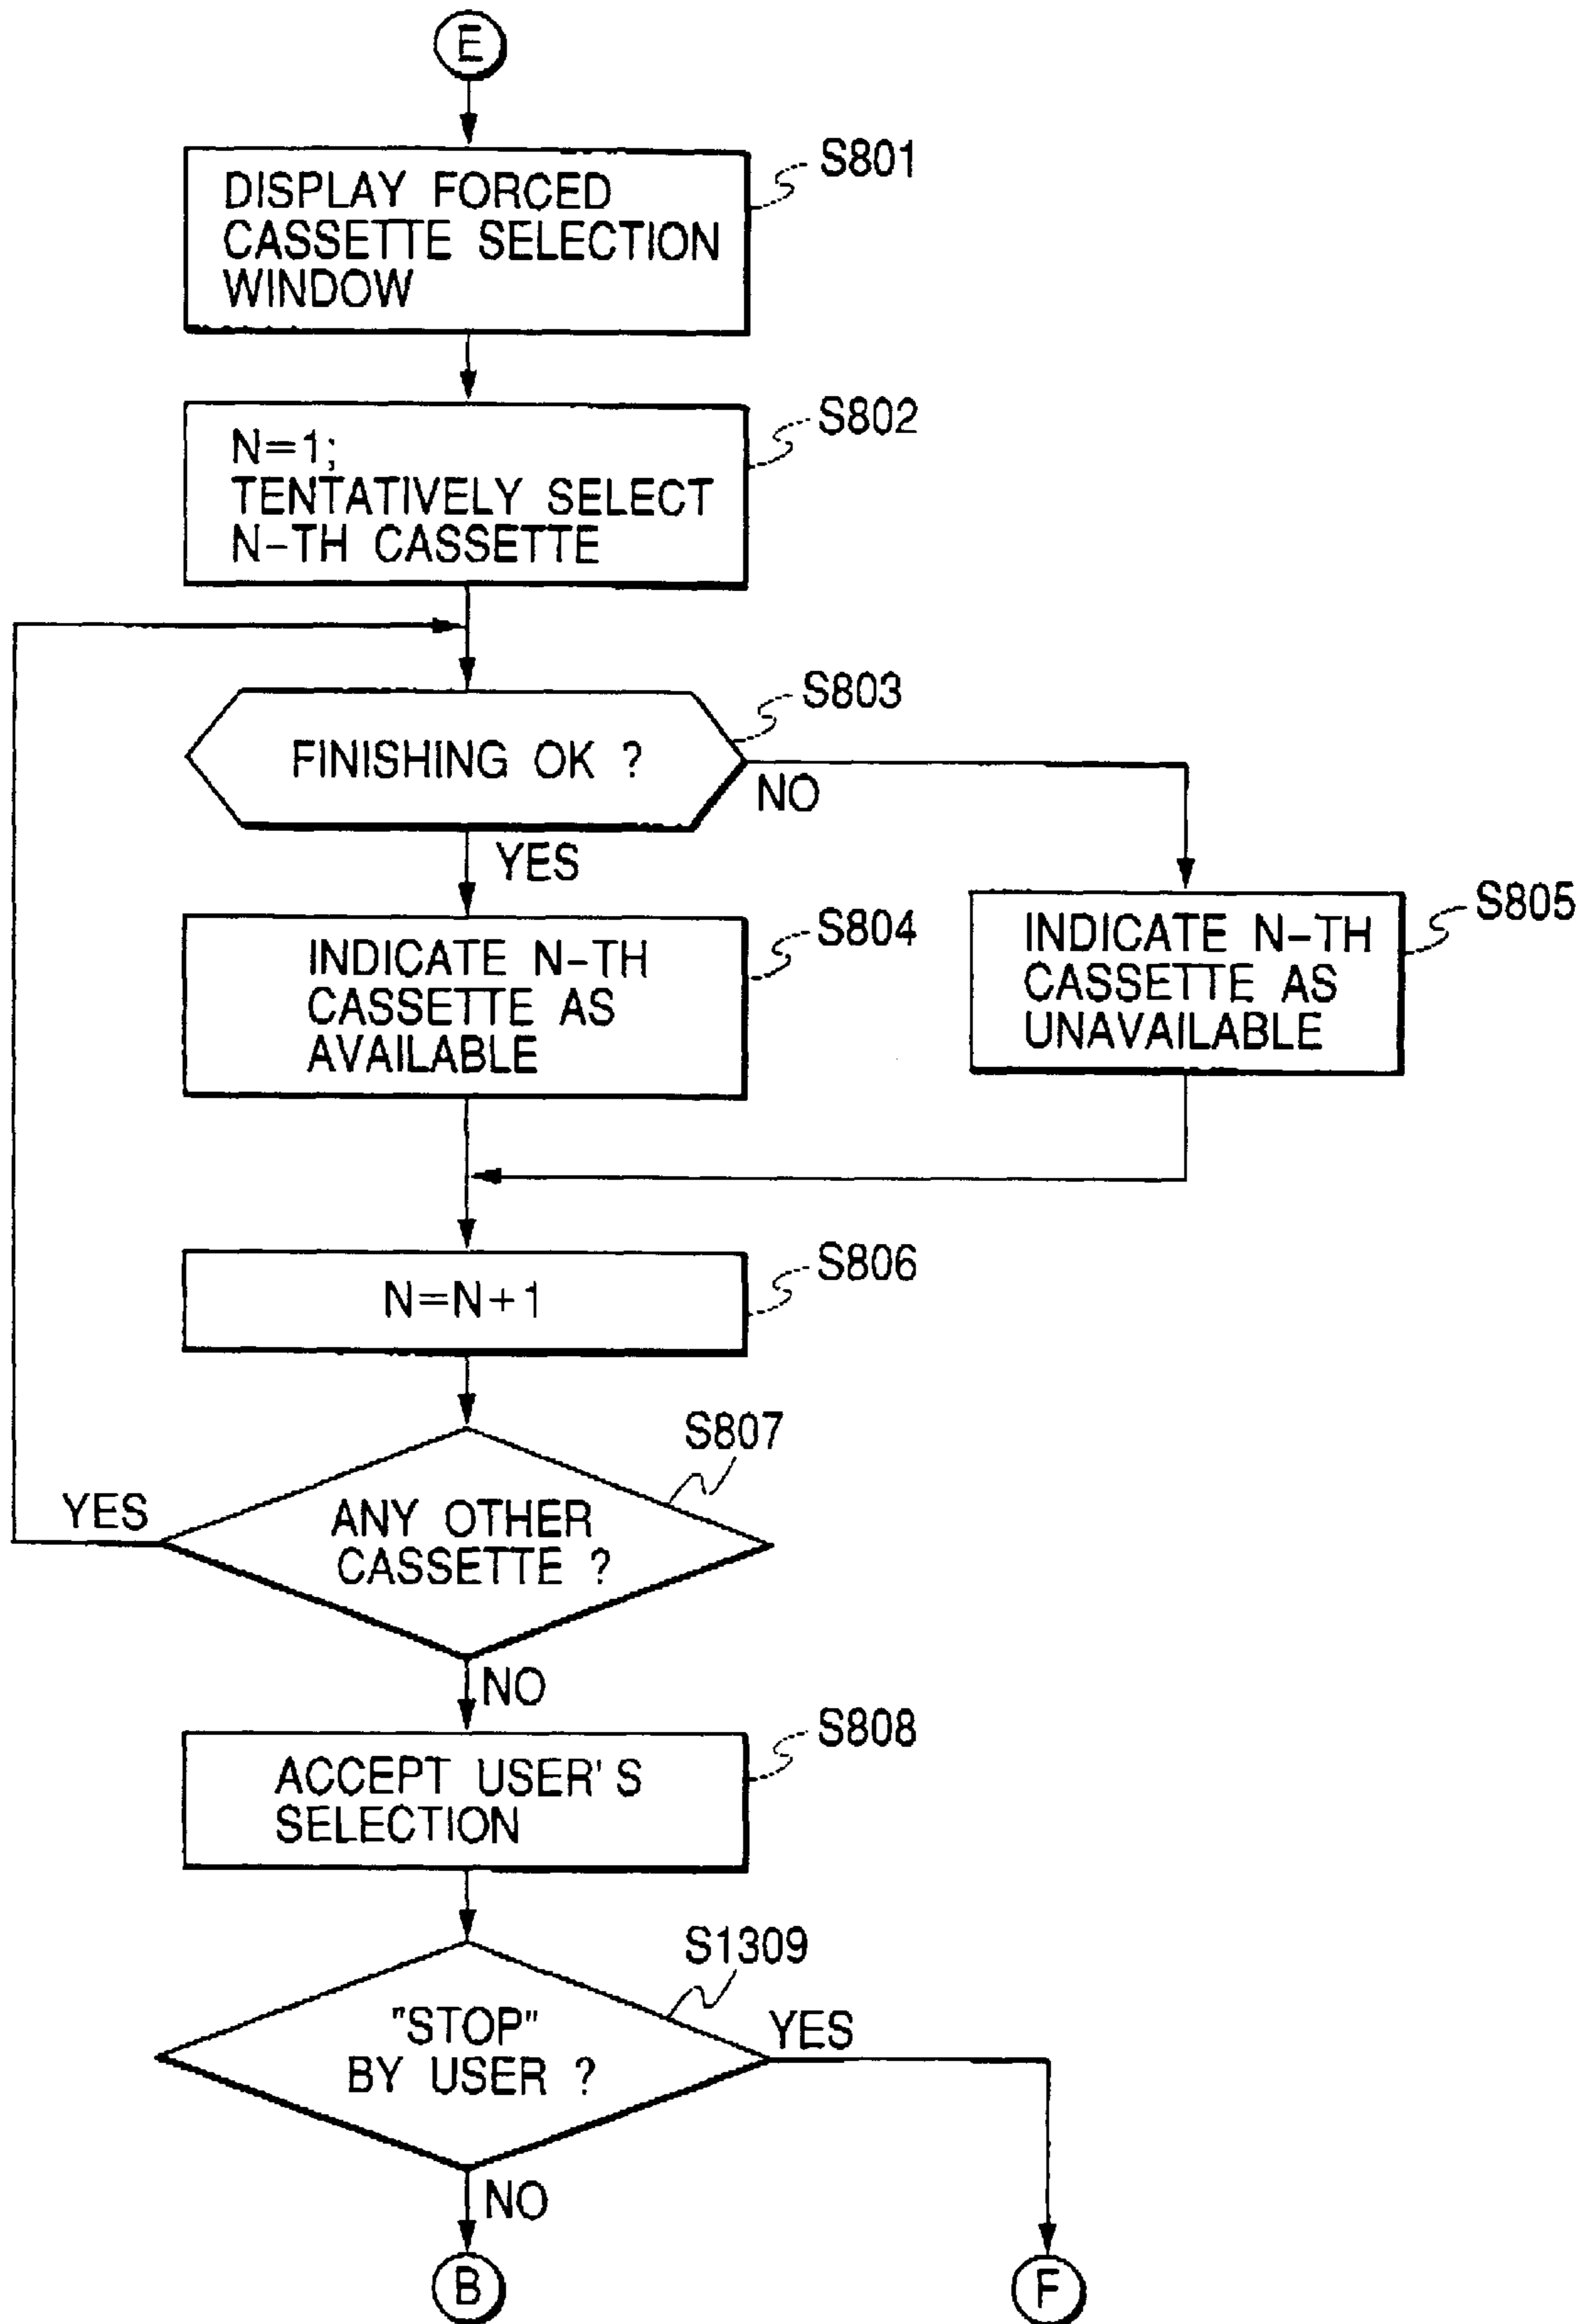 E
S801
DISPLAY FORCED
CASSETTE SELECTION
WINDOW
S802
N=1;
TENTATIVELY SELECT
N-TH CASSETTE
S803
FINISHING OK ?
NO
YES
S804
INDICATE N-TH
CASSETTE AS
AVAILABLE
S805
INDICATE N-TH
CASSETTE AS
UNAVAILABLE
S806
N=N+1
S807
YES
ANY OTHER
CASSETTE ?
NO
S808
ACCEPT USER'S
SELECTION
S1309
"STOP"
BY USER ?
YES
NO
B
F